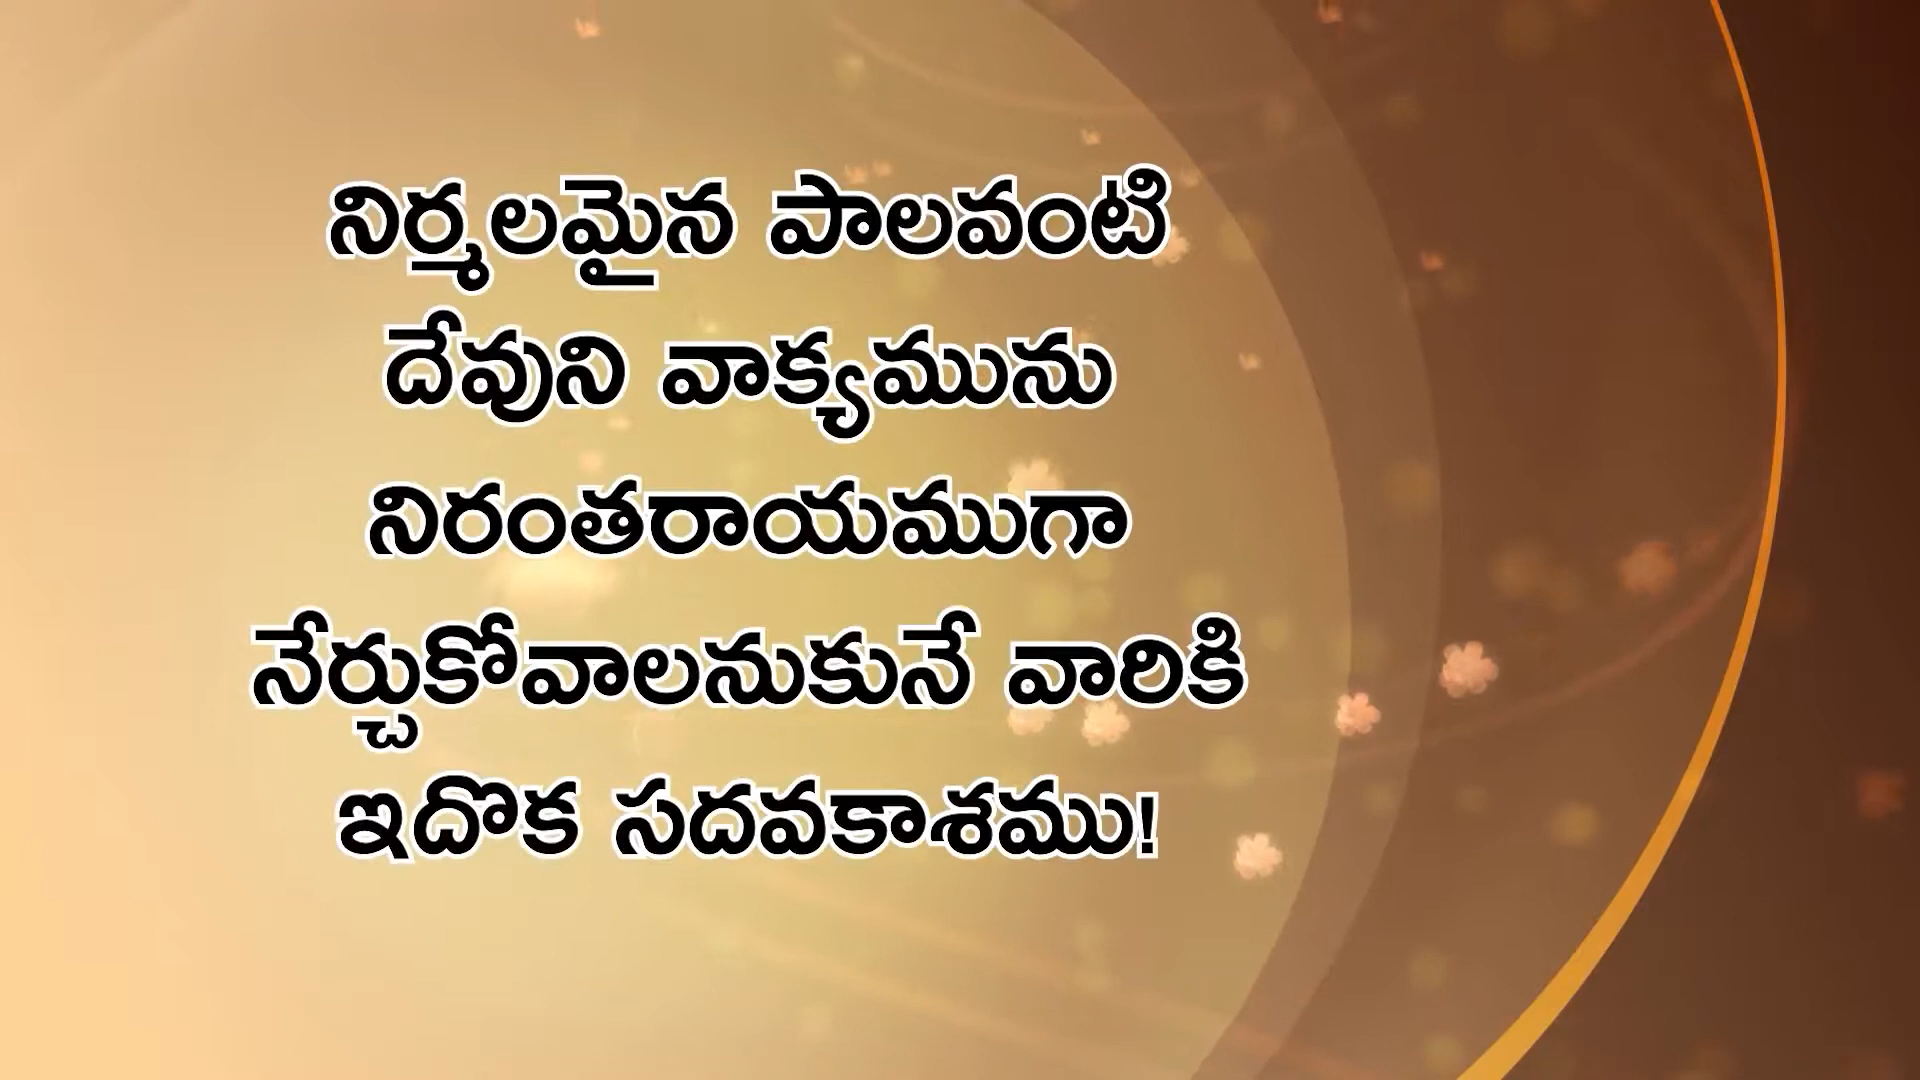 నిర్మలమైన పాలవంటి
దేవుని వాక్యమును
నిరంతరాయముగా
నేర్చుకోవాలనుకునే వారికి
ఇదొక సదవకాశము!